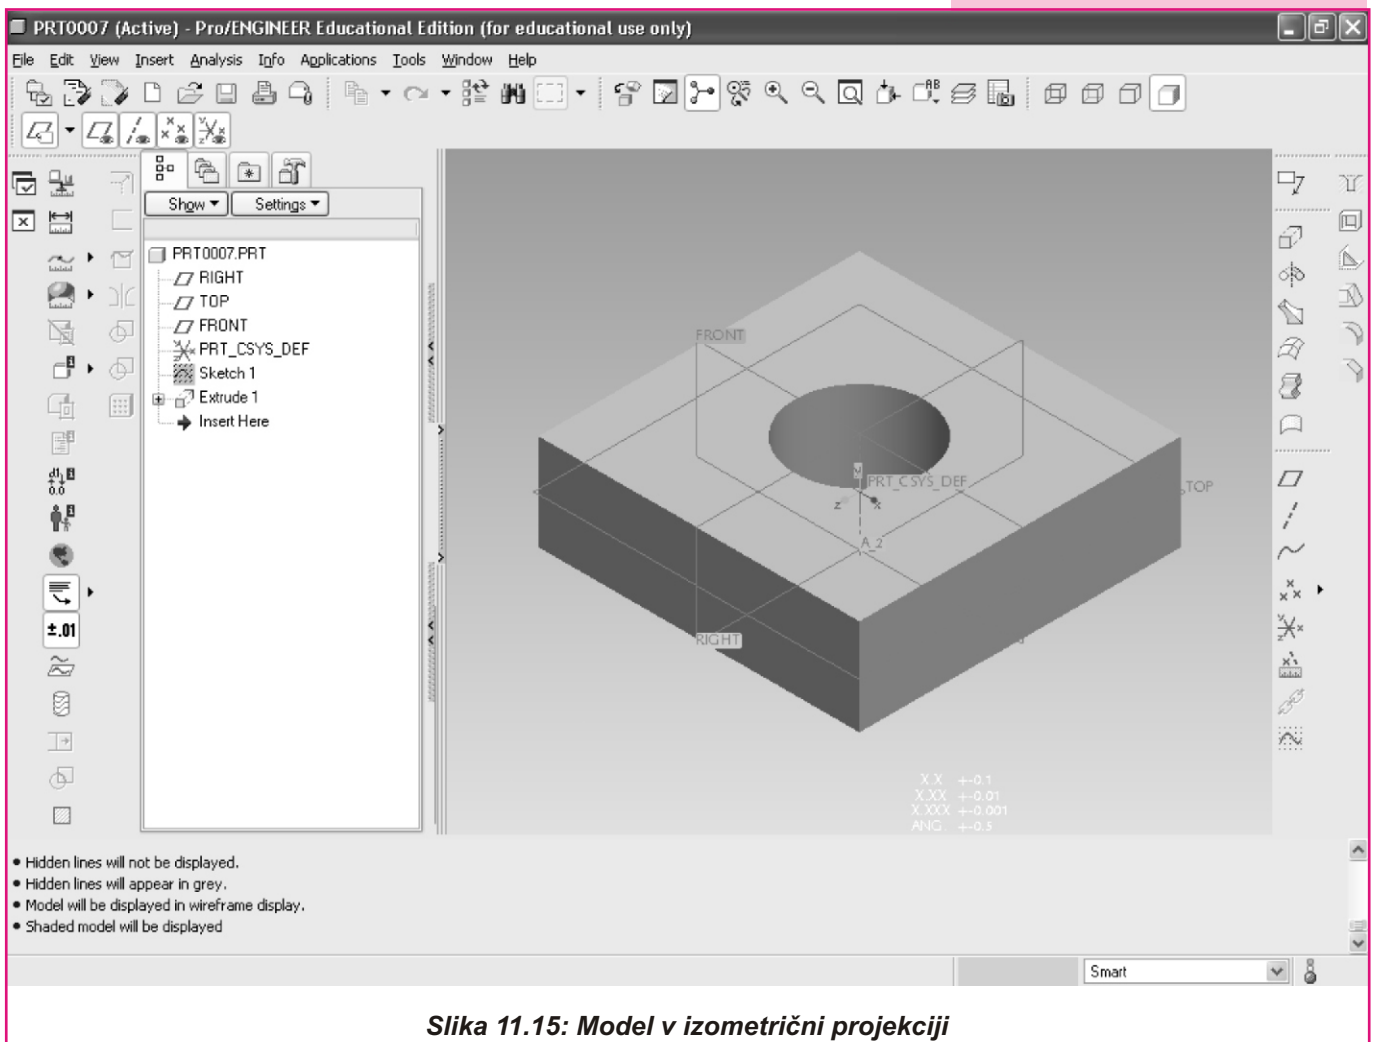 PRT0007 (Active) - Pro/ENGINEER Educational Edition (for educational use only)
File Edit View Insert Analysis Info Applications Tools Window Help
Show Settings
PRT0007.PRT
RIGHT
TOP
FRONT
PRT_CSYS_DEF
Sketch 1
Extrude 1
Insert Here
FRONT
Y
PRT_CSYS_DEF
Z X
TOP
A_2
RIGHT
X.X +-0.1
X.XX +-0.01
X.XXX +-0.001
ANG +-0.5
• Hidden lines will not be displayed.
• Hidden lines will appear in grey.
• Model will be displayed in wireframe display.
• Shaded model will be displayed
Smart
Slika 11.15: Model v izometrični projekciji